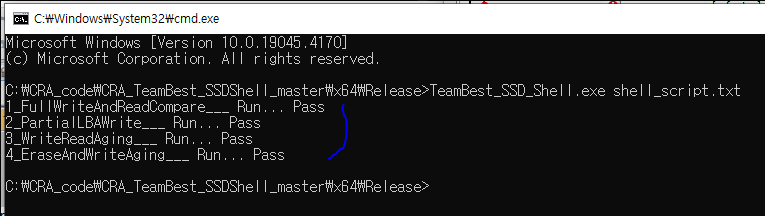 C:₩Windows₩System32₩cmd.exe
Microsoft Windows [Version 10.0.19045.4170]
(c) Microsoft Corporation. All rights reserved.
C:₩CRA_code₩CRA_TeamBest_SSDShell_master₩x64₩Release>TeamBest_SSD_Shell.exe shell_script.txt
1_FullWriteAndReadCompare___ Run... Pass
2_PartialLBAWrite___ Run... Pass
3_WriteReadAging___ Run... Pass
4_EraseAndWriteAging___ Run... Pass
C:₩CRA_code₩CRA_TeamBest_SSDShell_master₩x64₩Release>